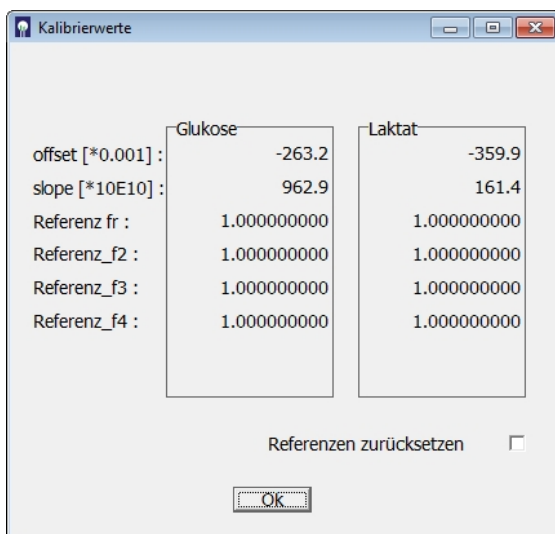 Kalibrierwerte
Glukose Laktat
offset [*0.001] : -263.2 -359.9
slope [*10E10] : 962.9 161.4
Referenz fr : 1.000000000 1.000000000
Referenz_f2 : 1.000000000 1.000000000
Referenz_f3 : 1.000000000 1.000000000
Referenz_f4 : 1.000000000 1.000000000
Referenzen zurücksetzen
Ok